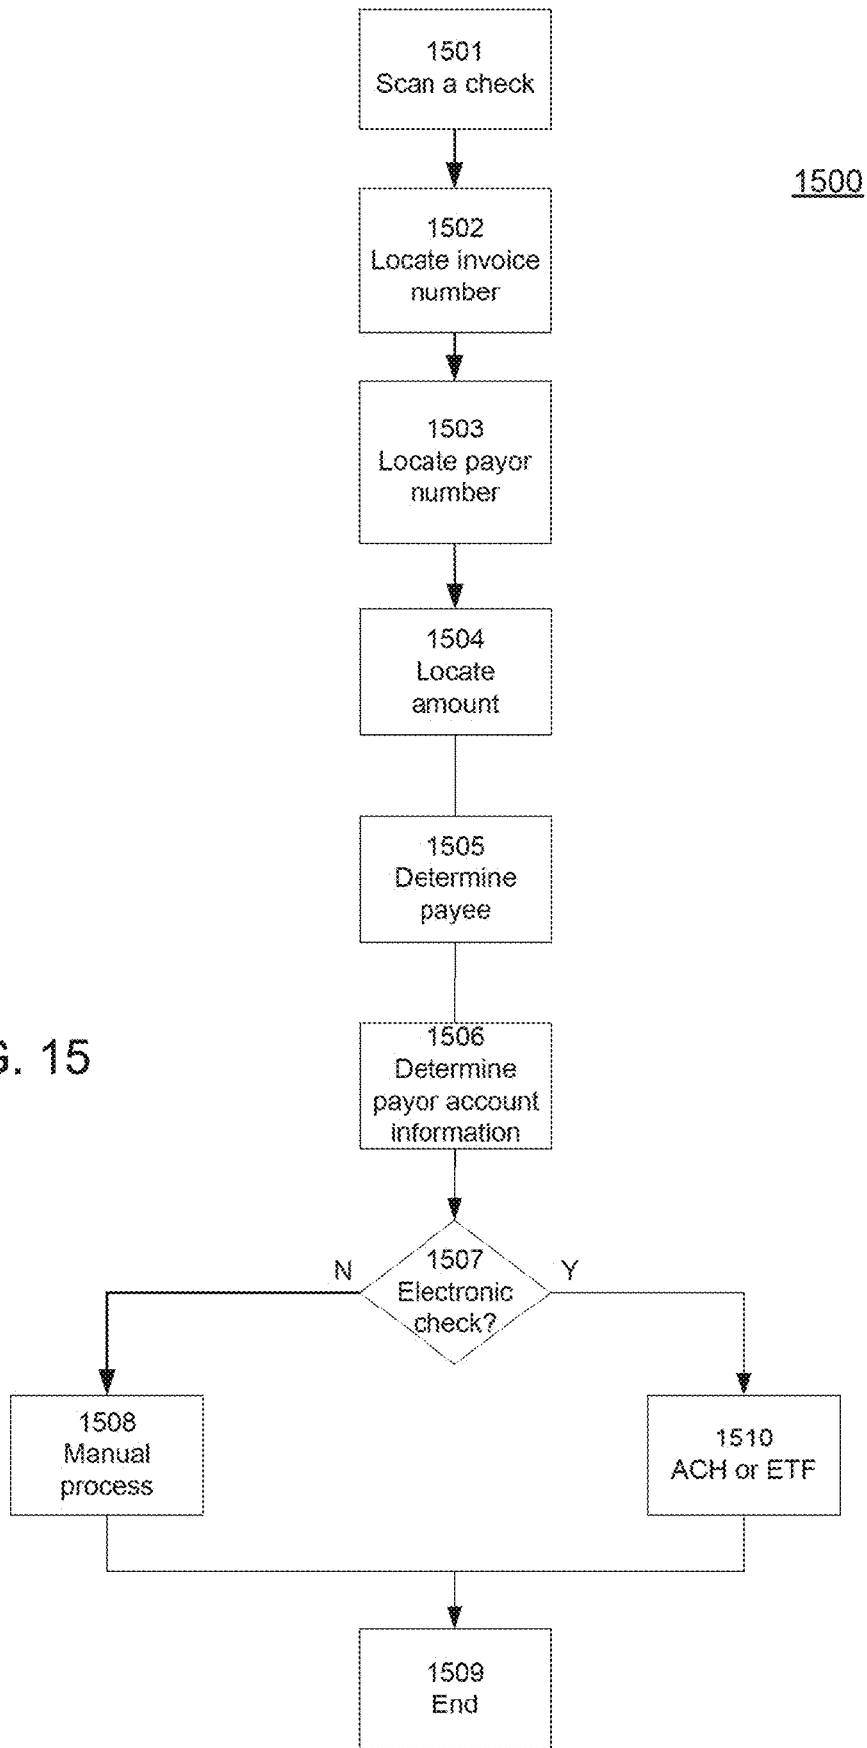 1501
Scan a check
1500
1502
Locate invoice
number
1503
Locate payor
number
1504
Locate
amount
1505
Determine
payee
G. 15
1506
Determine
payor account
information
1507
Electronic
check?
N
Y
1508
Manual
process
1510
ACH or ETF
1509
End